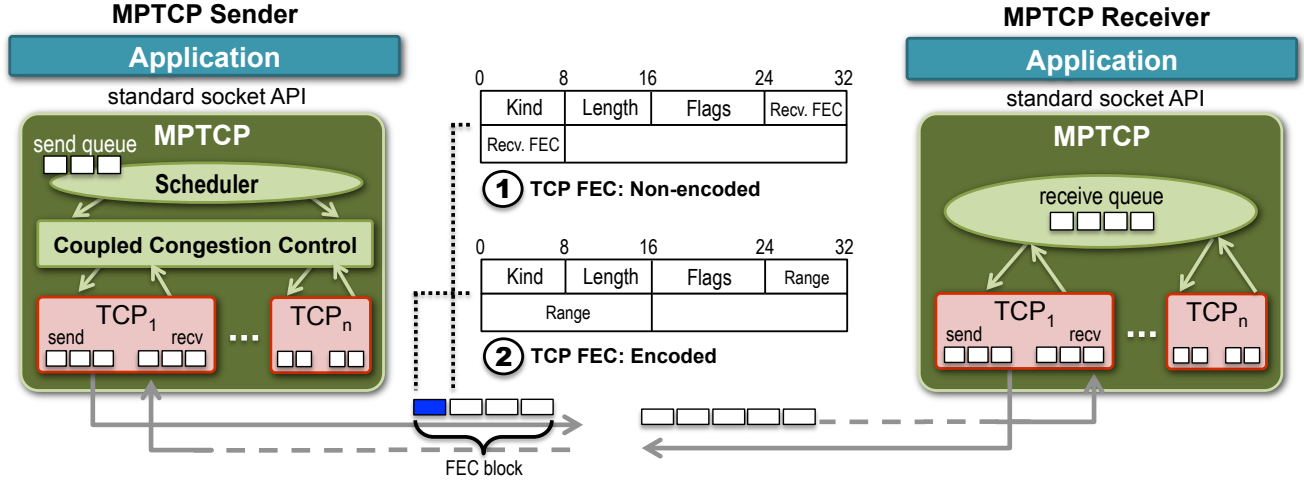 MPTCP Sender
Application
standard socket API
MPTCP
send queue
Scheduler
Coupled Congestion Control
TCP1
send recv
...
TCPn
0 8 16 24 32
Kind Length Flags Recv. FEC
Recv. FEC
1 TCP FEC: Non-encoded
0 8 16 24 32
Kind Length Flags Range
Range
2 TCP FEC: Encoded
FEC block
MPTCP Receiver
Application
standard socket API
MPTCP
receive queue
TCP1
send recv
...
TCPn